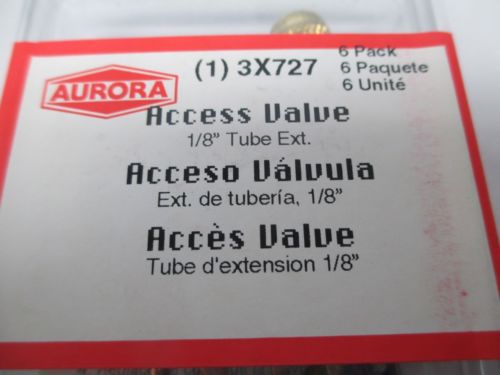 AURORA
(1) 3X727
6 Pack
6 Paquete
6 Unité
Access Valve
1/8" Tube Ext.
Acceso Válvula
Ext. de tubería, 1/8"
Accès Valve
Tube d'extension 1/8"